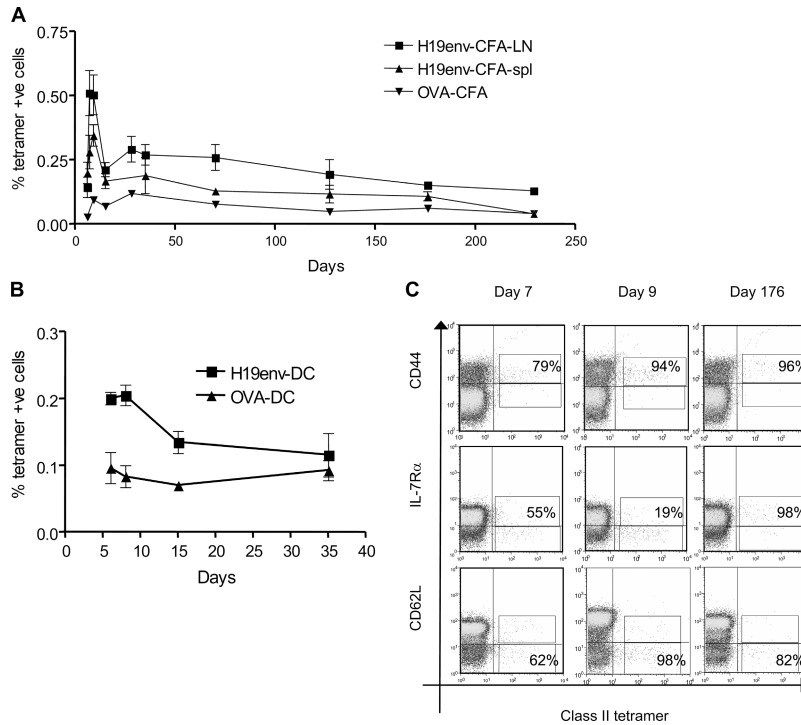 A
% tetramer +ve cells
0.75
0.50
0.25
0.00
0 50 100 150 200 250
Days
H19env-CFA-LN
H19env-CFA-spl
OVA-CFA
B
% tetramer +ve cells
0.3
0.2
0.1
0.0
0 5 10 15 20 25 30 35 40
Days
H19env-DC
OVA-DC
C
Day 7 Day 9 Day 176
CD44
79% 94% 96%
IL-7Rα
55% 19% 98%
CD62L
62% 98% 82%
Class II tetramer